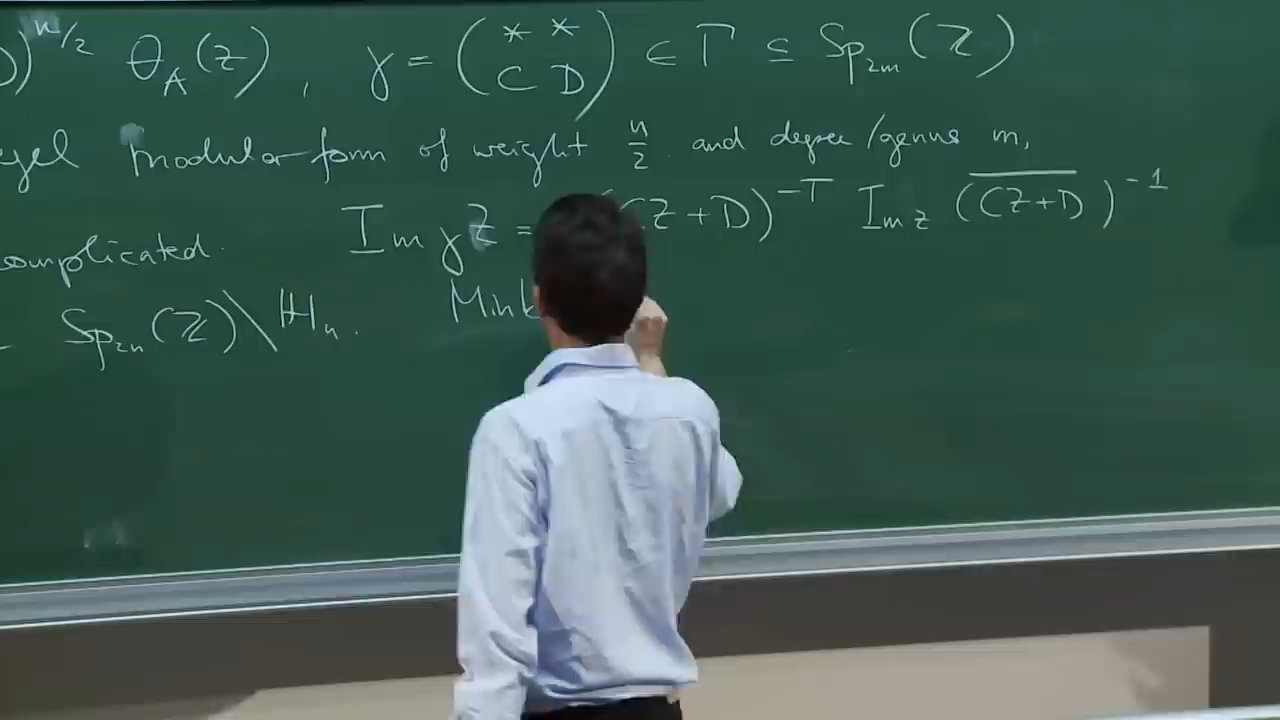 )^{n/2} θ_A(z), γ = (* * / C D) ∈ Γ ⊆ Sp_{2m}(ℤ)
modular form of weight n/2 and degree/genus m,
Im γZ = (CZ+D)^{-T} Im z (\overline{CZ+D})^{-1}
complicated.
Sp_{2n}(ℤ)\ℍ_n. Mink